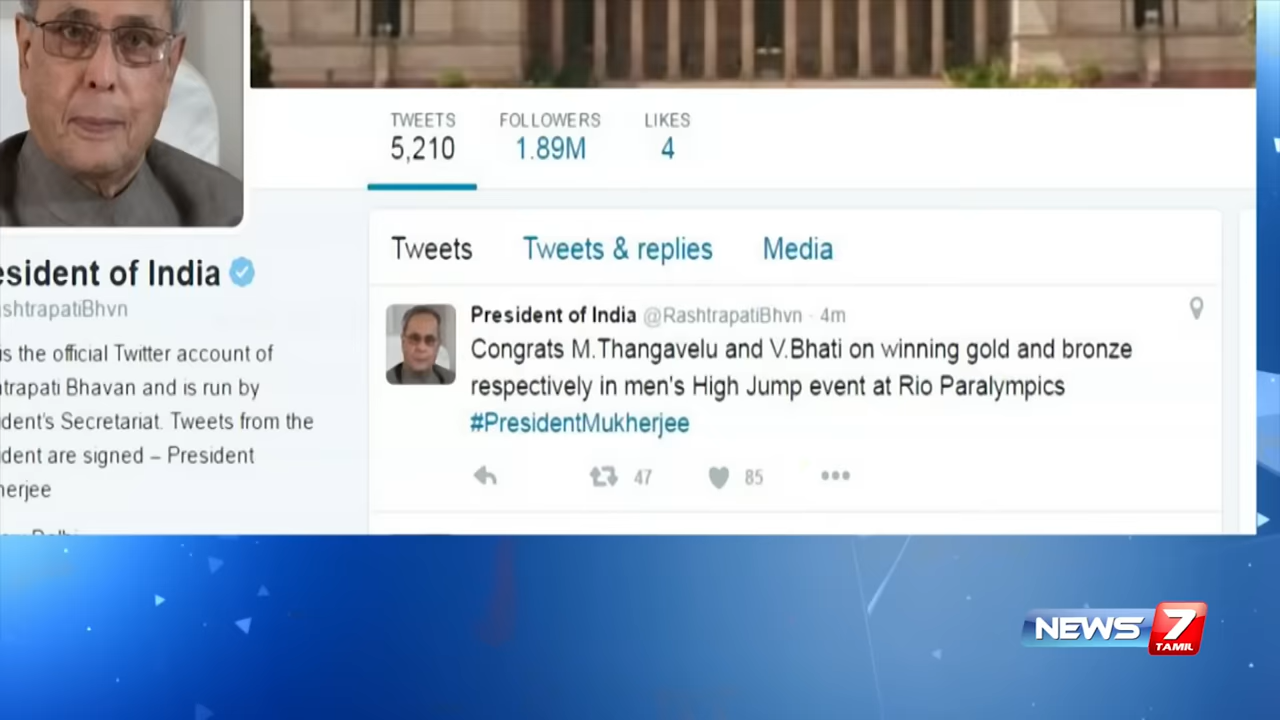 TWEETS FOLLOWERS LIKES
5,210 1.89M 4
Tweets Tweets & replies Media
esident of India
shtrapatiBhvn
is the official Twitter account of
trapati Bhavan and is run by
dent's Secretariat. Tweets from the
dent are signed – President
herjee
President of India @RashtrapatiBhvn · 4m
Congrats M.Thangavelu and V.Bhati on winning gold and bronze
respectively in men's High Jump event at Rio Paralympics
#PresidentMukherjee
47 85
NEWS 7
TAMIL